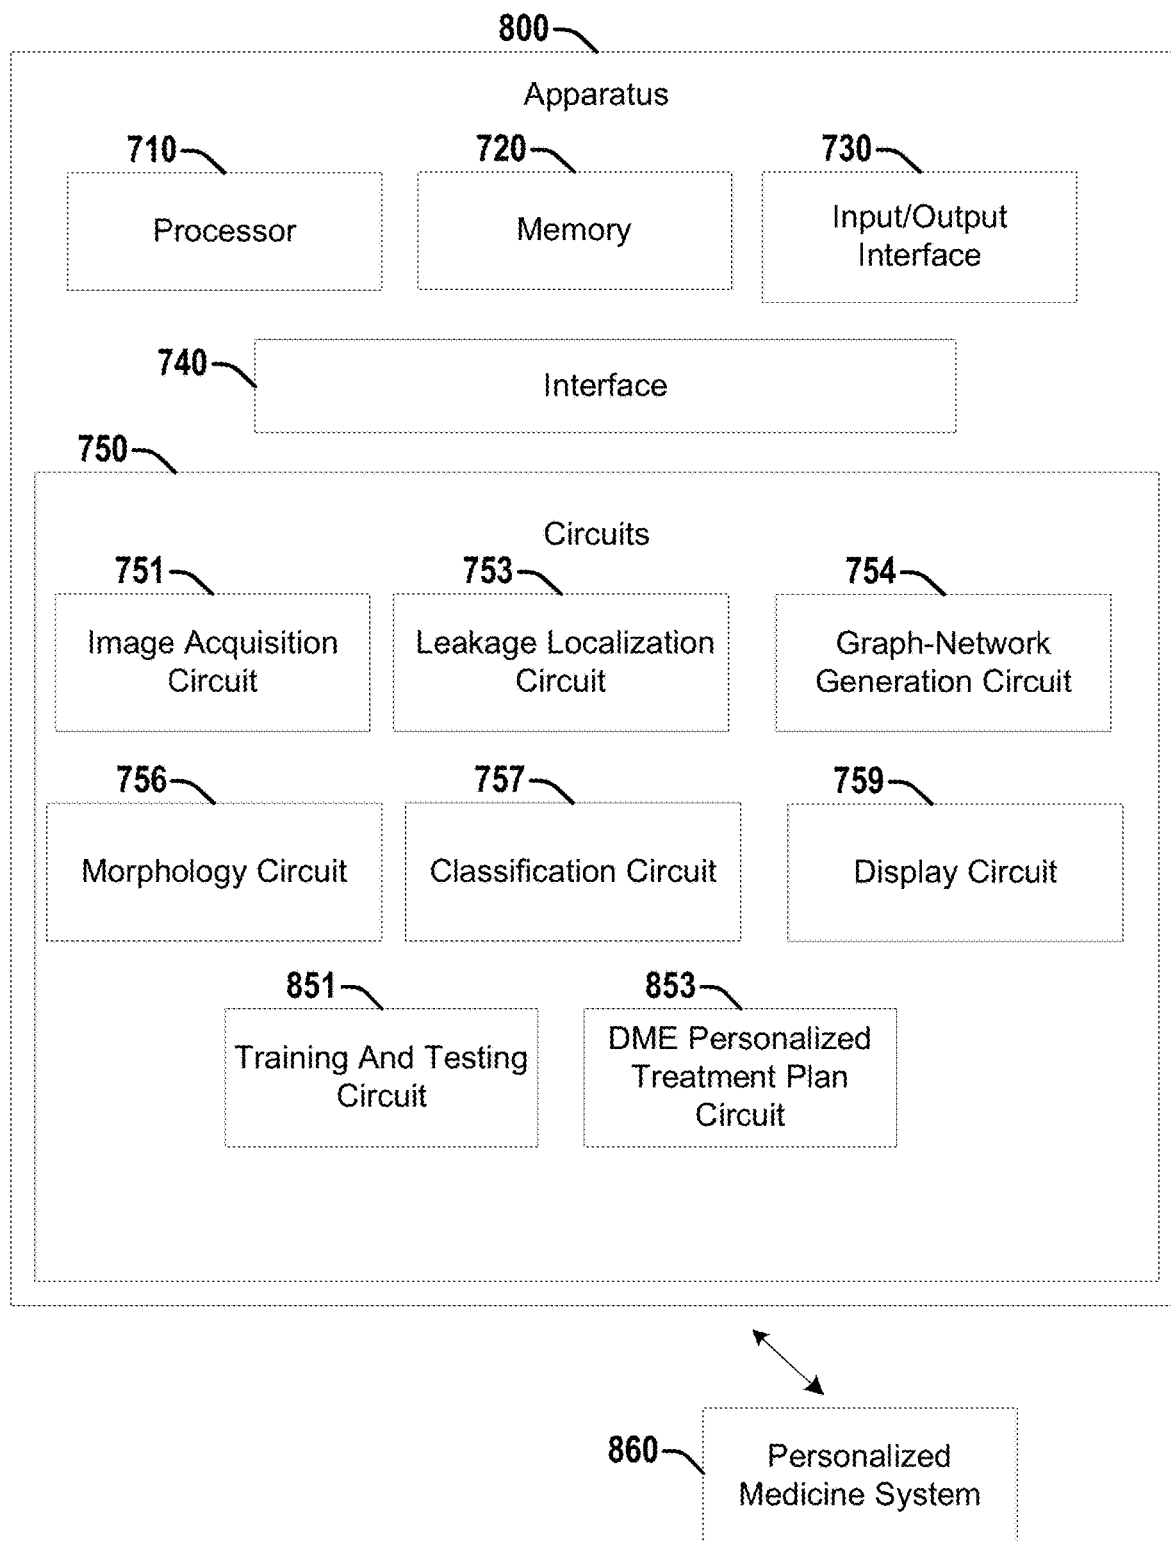 800
Apparatus
710
720
730
Processor
Memory
Input/Output
Interface
740
Interface
750
Circuits
751
753
754
Image Acquisition
Circuit
Leakage Localization
Circuit
Graph-Network
Generation Circuit
756
757
759
Morphology Circuit
Classification Circuit
Display Circuit
851
853
Training And Testing
Circuit
DME Personalized
Treatment Plan
Circuit
860
Personalized
Medicine System